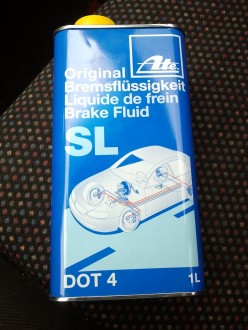 Ate
Original
Bremsflüssigkeit
Liquide de frein
Brake Fluid
SL
DOT 4
1L